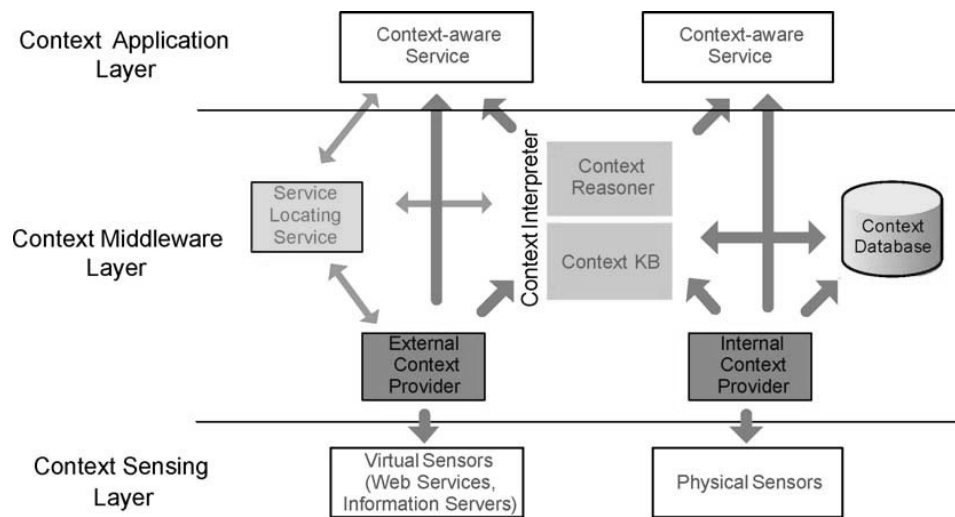 Context Application
Layer
Context-aware
Service
Context-aware
Service
Context Middleware
Layer
Service
Locating
Service
Context Interpreter
Context
Reasoner
Context KB
Context
Database
External
Context
Provider
Internal
Context
Provider
Context Sensing
Layer
Virtual Sensors
(Web Services,
Information Servers)
Physical Sensors